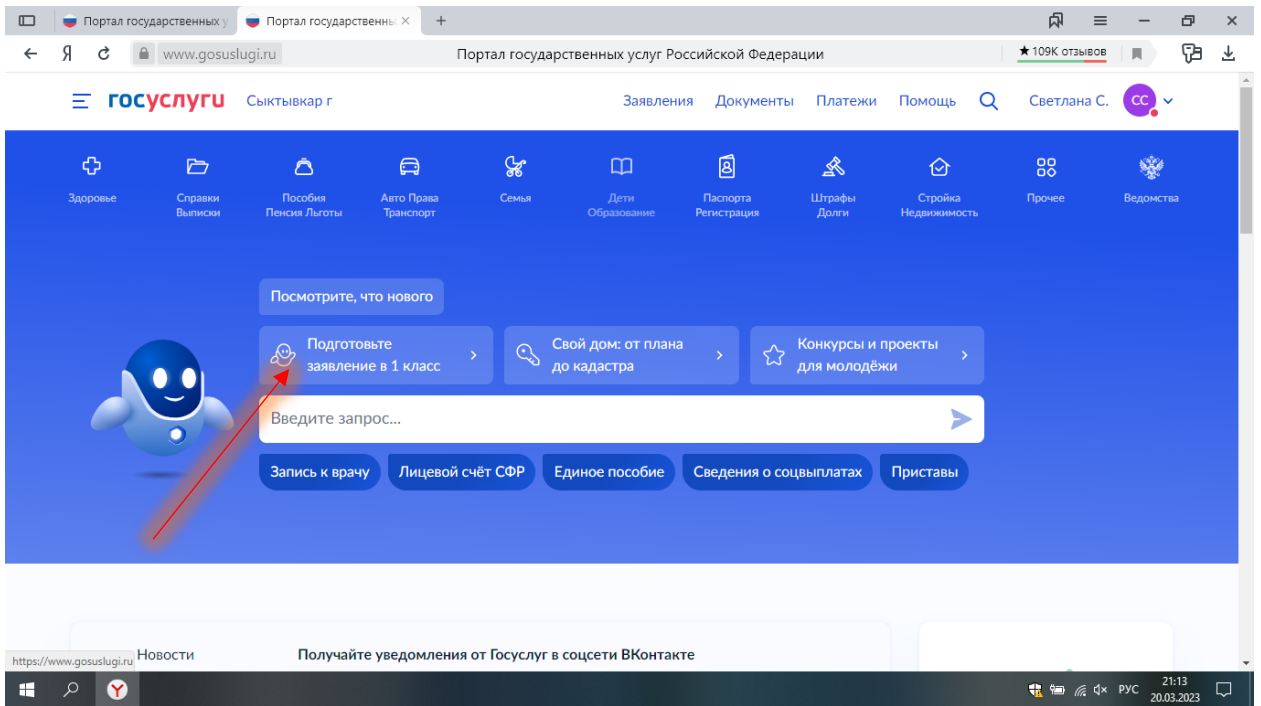 Портал государственных у
Портал государственны
www.gosuslugi.ru
Портал государственных услуг Российской Федерации
★109K отзывов
госуслуги
Сыктывкар г
Заявления
Документы
Платежи
Помощь
Светлана С.
СС
Здоровье
Справки
Выписки
Пособия
Пенсия Льготы
Авто Права
Транспорт
Семья
Дети
Образование
Паспорта
Регистрация
Штрафы
Долги
Стройка
Недвижимость
Прочее
Ведомства
Посмотрите, что нового
Подготовьте
заявление в 1 класс
Свой дом: от плана
до кадастра
Конкурсы и проекты
для молодёжи
Введите запрос...
Запись к врачу
Лицевой счёт СФР
Единое пособие
Сведения о соцвыплатах
Приставы
Новости
Получайте уведомления от Госуслуг в соцсети ВКонтакте
https://www.gosuslugi.ru
РУС
21:13
20.03.2023